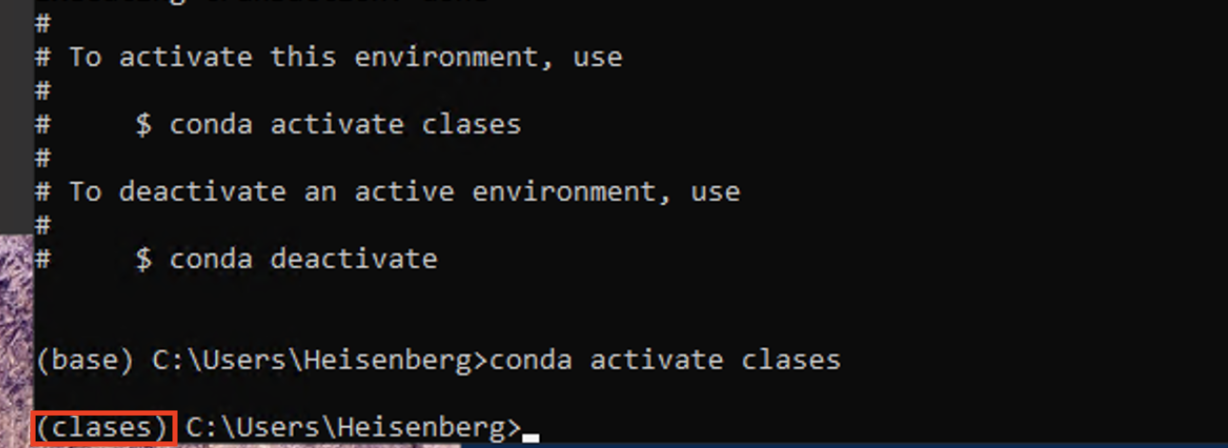 #
# To activate this environment, use
#
#     $ conda activate clases
#
# To deactivate an active environment, use
#
#     $ conda deactivate
(base) C:\Users\Heisenberg>conda activate clases
(clases) C:\Users\Heisenberg>